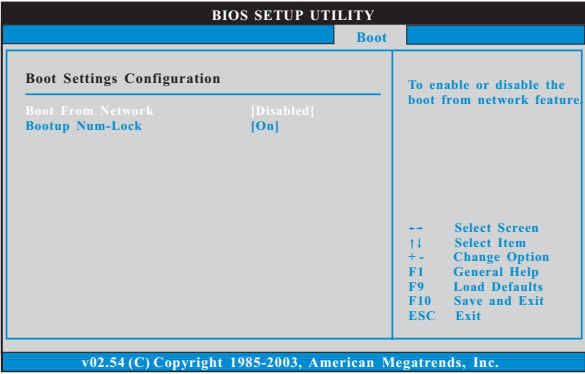 BIOS SETUP UTILITY
Boot
Boot Settings Configuration
Boot From Network [Disabled]
Bootup Num-Lock [On]
To enable or disable the
boot from network feature.
←→ Select Screen
↑↓ Select Item
+ - Change Option
F1 General Help
F9 Load Defaults
F10 Save and Exit
ESC Exit
v02.54 (C) Copyright 1985-2003, American Megatrends, Inc.